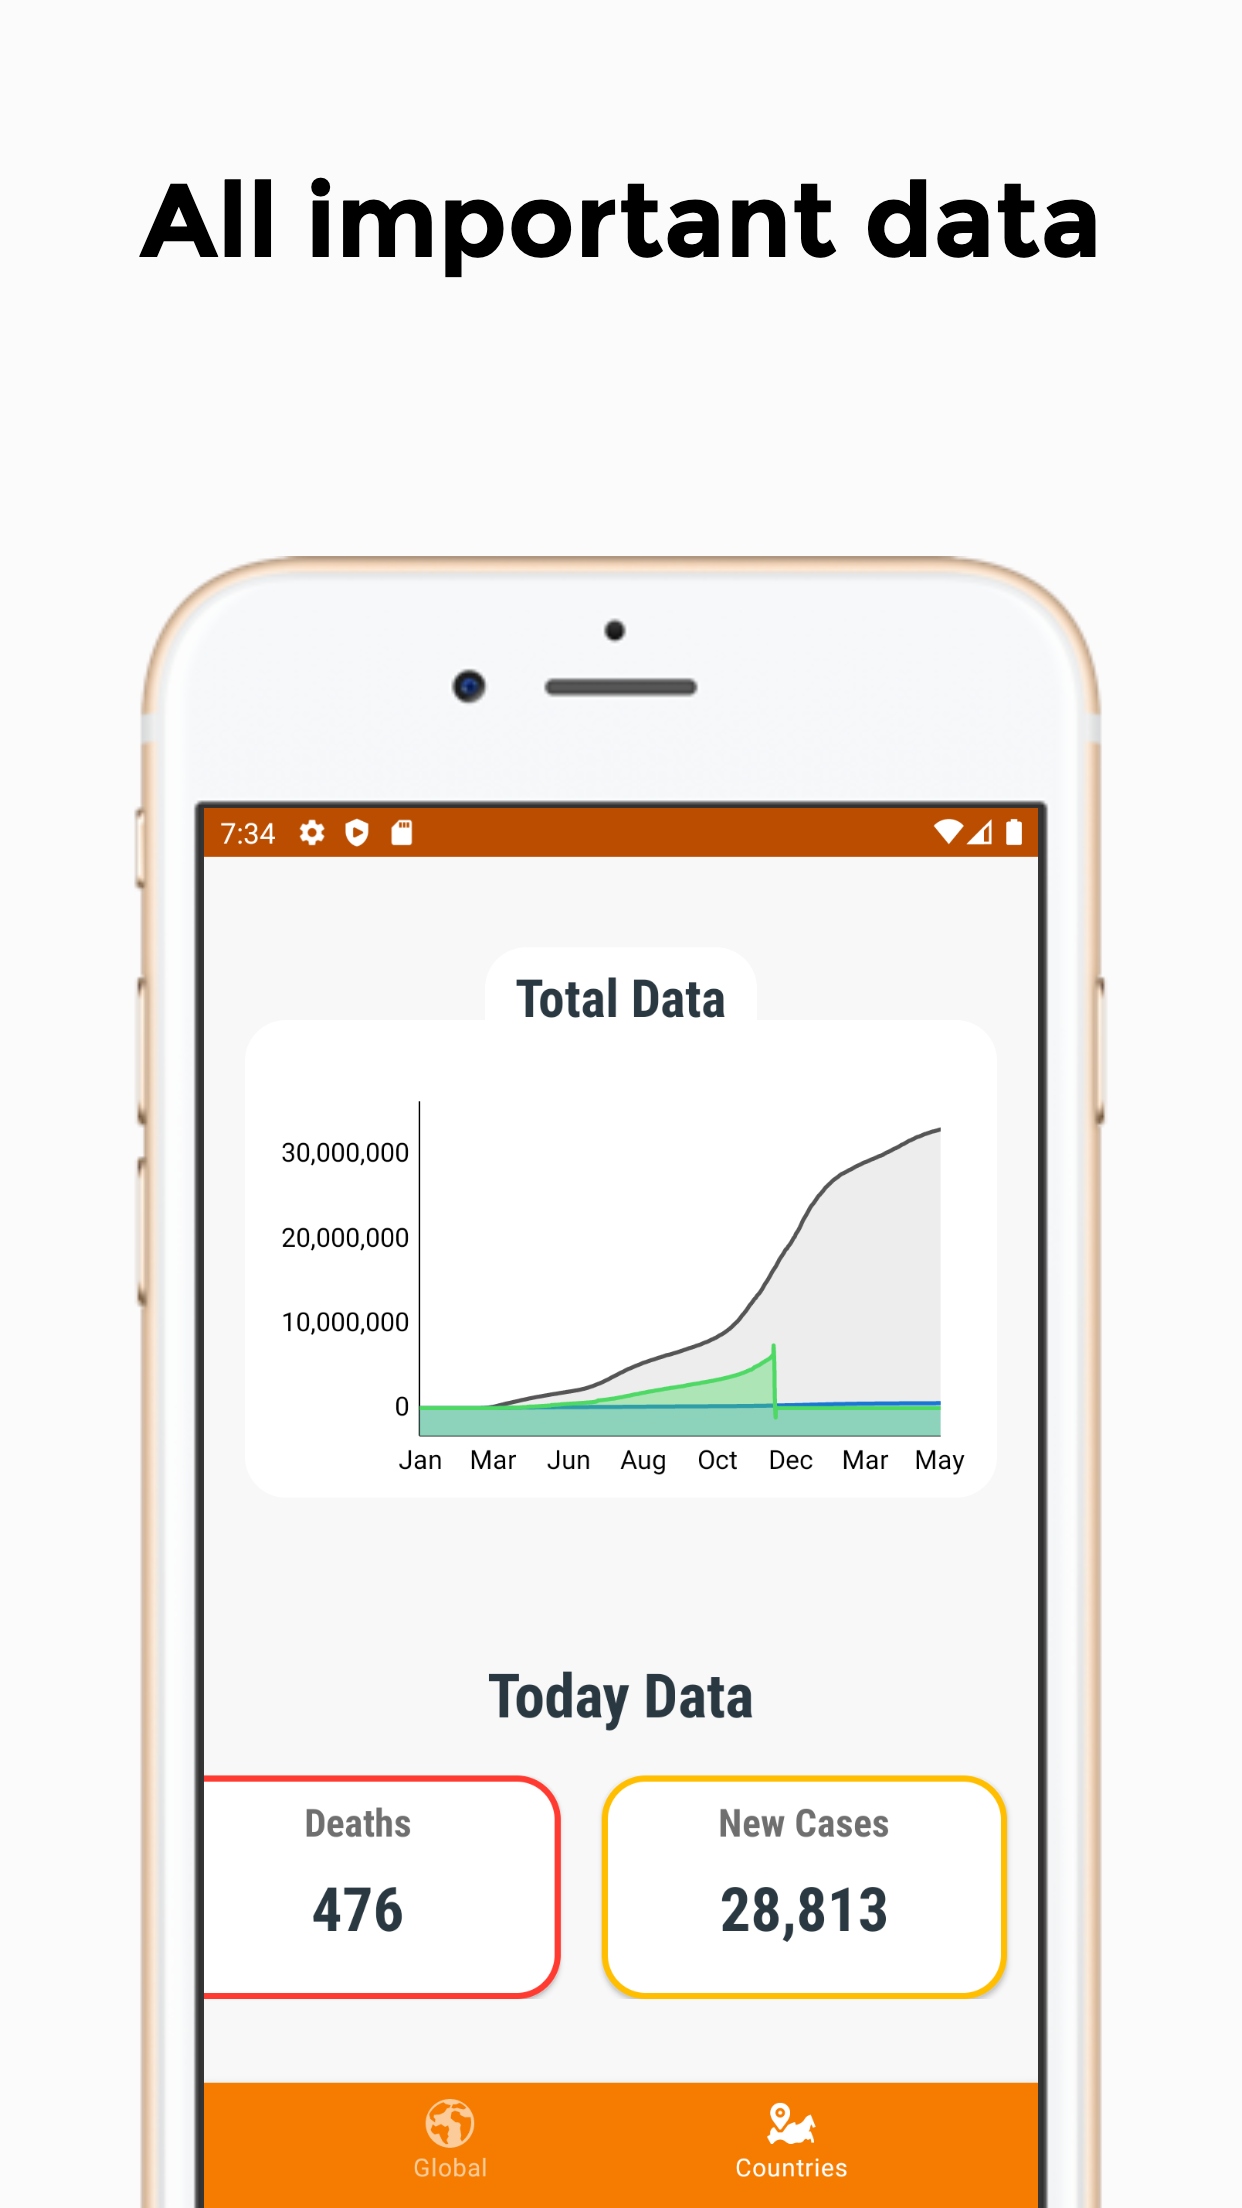 All important data
7:34
Total Data
30,000,000
20,000,000
10,000,000
0
Jan Mar Jun Aug Oct Dec Mar May
Today Data
Deaths New Cases
476 28,813
Global Countries